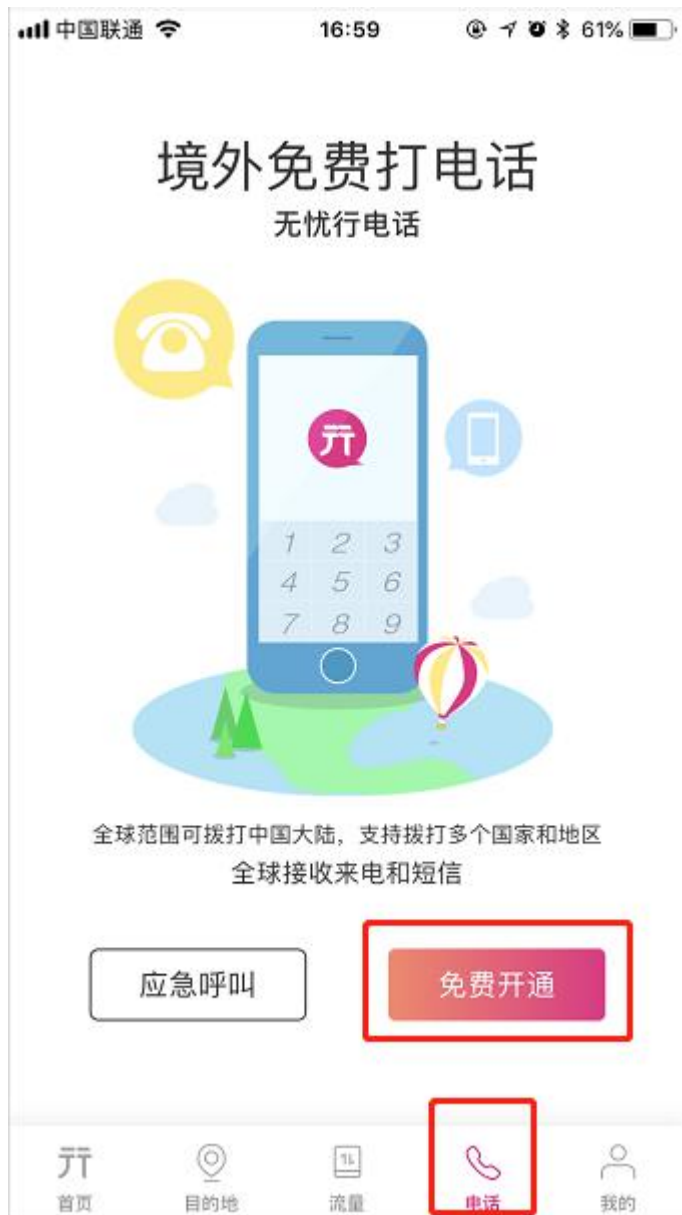 中国联通 16:59 61%
境外免费打电话
无忧行电话
1 2 3
4 5 6
7 8 9
全球范围可拨打中国大陆，支持拨打多个国家和地区
全球接收来电和短信
应急呼叫 免费开通
首页 目的地 流量 电话 我的